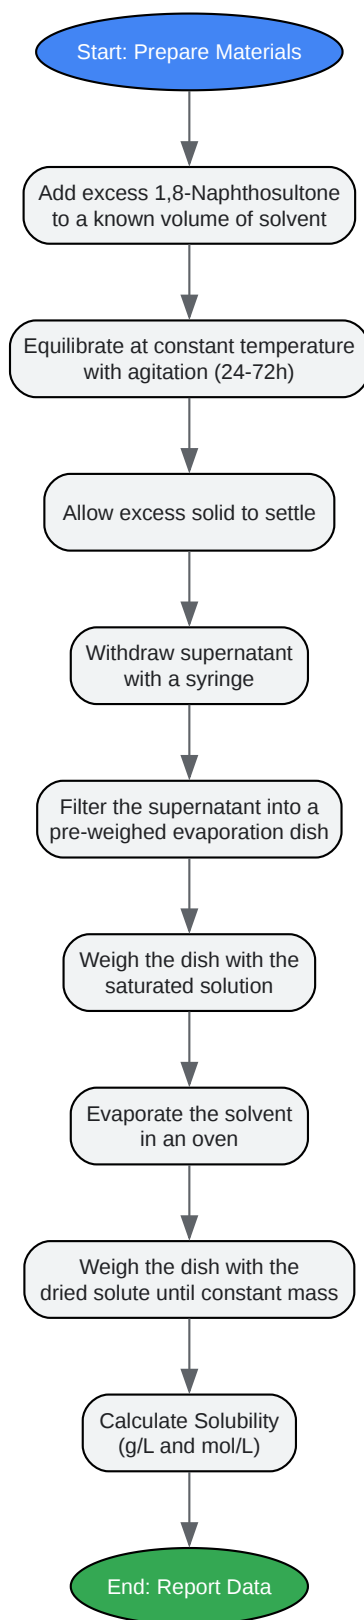 Start: Prepare Materials
Add excess 1,8-Naphthosultone
to a known volume of solvent
Equilibrate at constant temperature
with agitation (24-72h)
Allow excess solid to settle
Withdraw supernatant
with a syringe
Filter the supernatant into a
pre-weighed evaporation dish
Weigh the dish with the
saturated solution
Evaporate the solvent
in an oven
Weigh the dish with the
dried solute until constant mass
Calculate Solubility
(g/L and mol/L)
End: Report Data